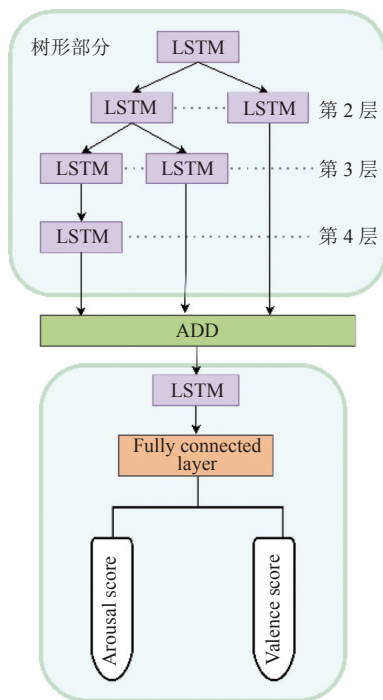 树形部分
LSTM
LSTM
LSTM
第 2 层
LSTM
LSTM
第 3 层
LSTM
第 4 层
ADD
LSTM
Fully connected
layer
Arousal score
Valence score